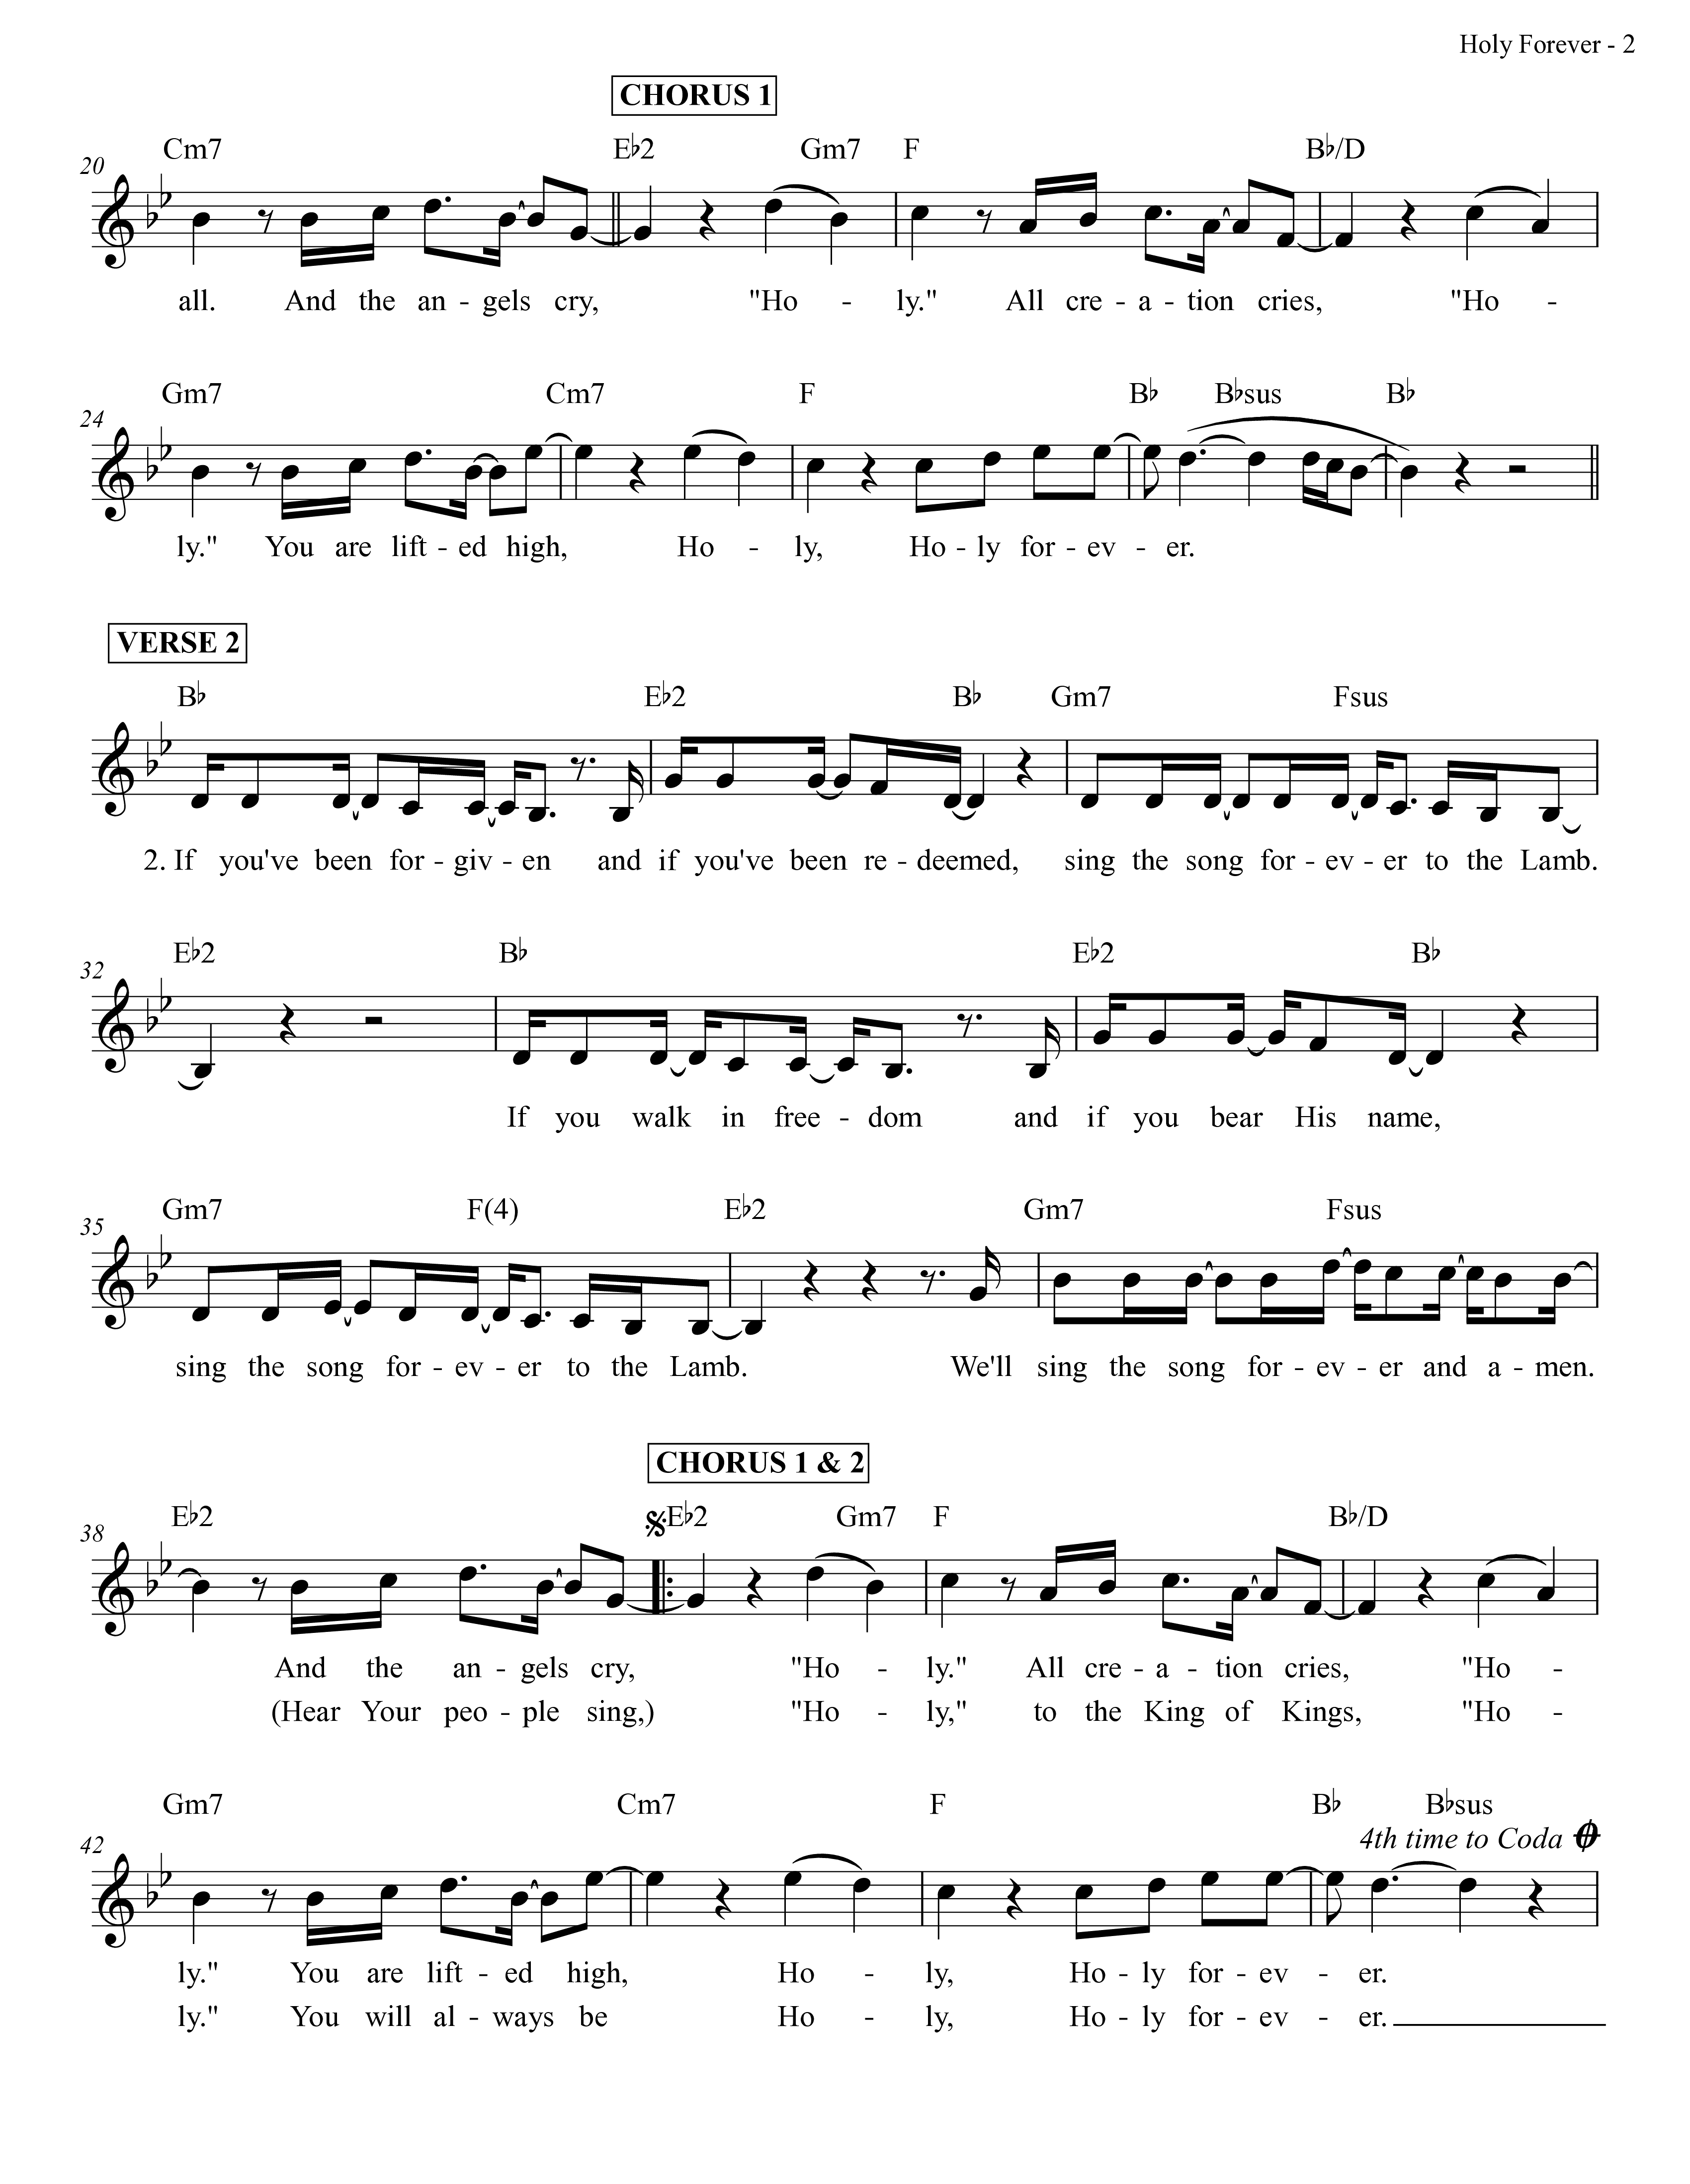 Holy Forever - 2
CHORUS 1
Cm7 E♭2 Gm7 F B♭/D
20
all. And the an - gels cry, "Ho - ly." All cre - a - tion cries, "Ho -
Gm7 Cm7 F B♭ B♭sus B♭
24
ly." You are lift - ed high, Ho - ly, Ho - ly for - ev - er.
VERSE 2
B♭ E♭2 B♭ Gm7 Fsus
2. If you've been for - giv - en and if you've been re - deemed, sing the song for - ev - er to the Lamb.
E♭2 B♭ E♭2 B♭
32
If you walk in free - dom and if you bear His name,
Gm7 F(4) E♭2 Gm7 Fsus
35
sing the song for - ev - er to the Lamb. We'll sing the song for - ev - er and a - men.
CHORUS 1 & 2
E♭2 E♭2 Gm7 F B♭/D
38
And the an - gels cry, "Ho - ly." All cre - a - tion cries, "Ho -
(Hear Your peo - ple sing,) "Ho - ly," to the King of Kings, "Ho -
Gm7 Cm7 F B♭ B♭sus
4th time to Coda
42
ly." You are lift - ed high, Ho - ly, Ho - ly for - ev - er.
ly." You will al - ways be Ho - ly, Ho - ly for - ev - er.